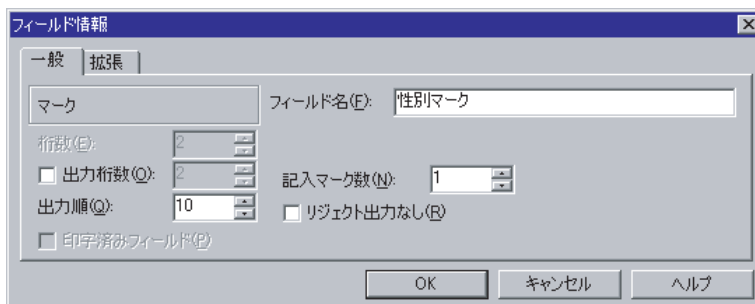 フィールド情報
一般 拡張
マーク
フィールド名(F): 性別マーク
桁数(E): 2
出力桁数(O): 2
記入マーク数(N): 1
出力順(Q): 10
リジェクト出力なし(R)
印字済みフィールド(P)
OK キャンセル ヘルプ